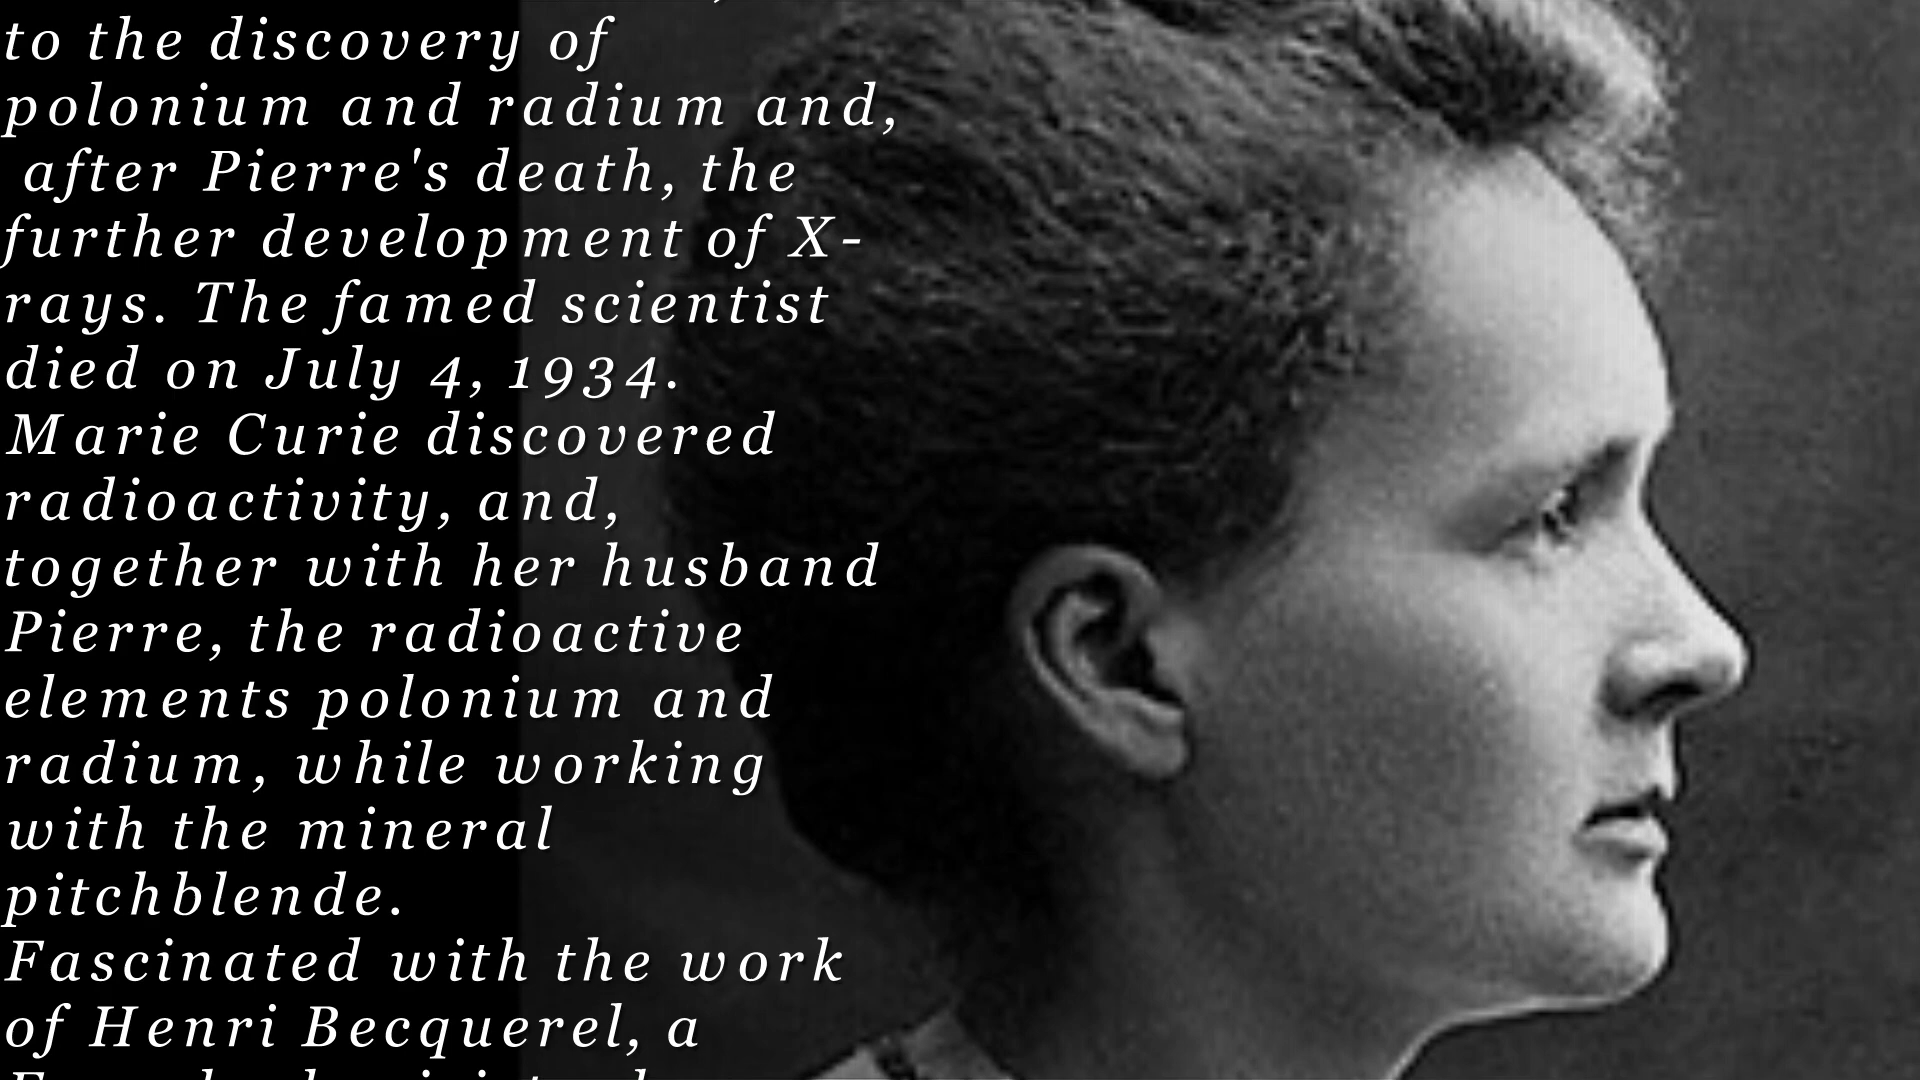 to the discovery of
polonium and radium and,
after Pierre's death, the
further development of X-
rays. The famed scientist
died on July 4, 1934.
Marie Curie discovered
radioactivity, and,
together with her husband
Pierre, the radioactive
elements polonium and
radium, while working
with the mineral
pitchblende.
Fascinated with the work
of Henri Becquerel, a